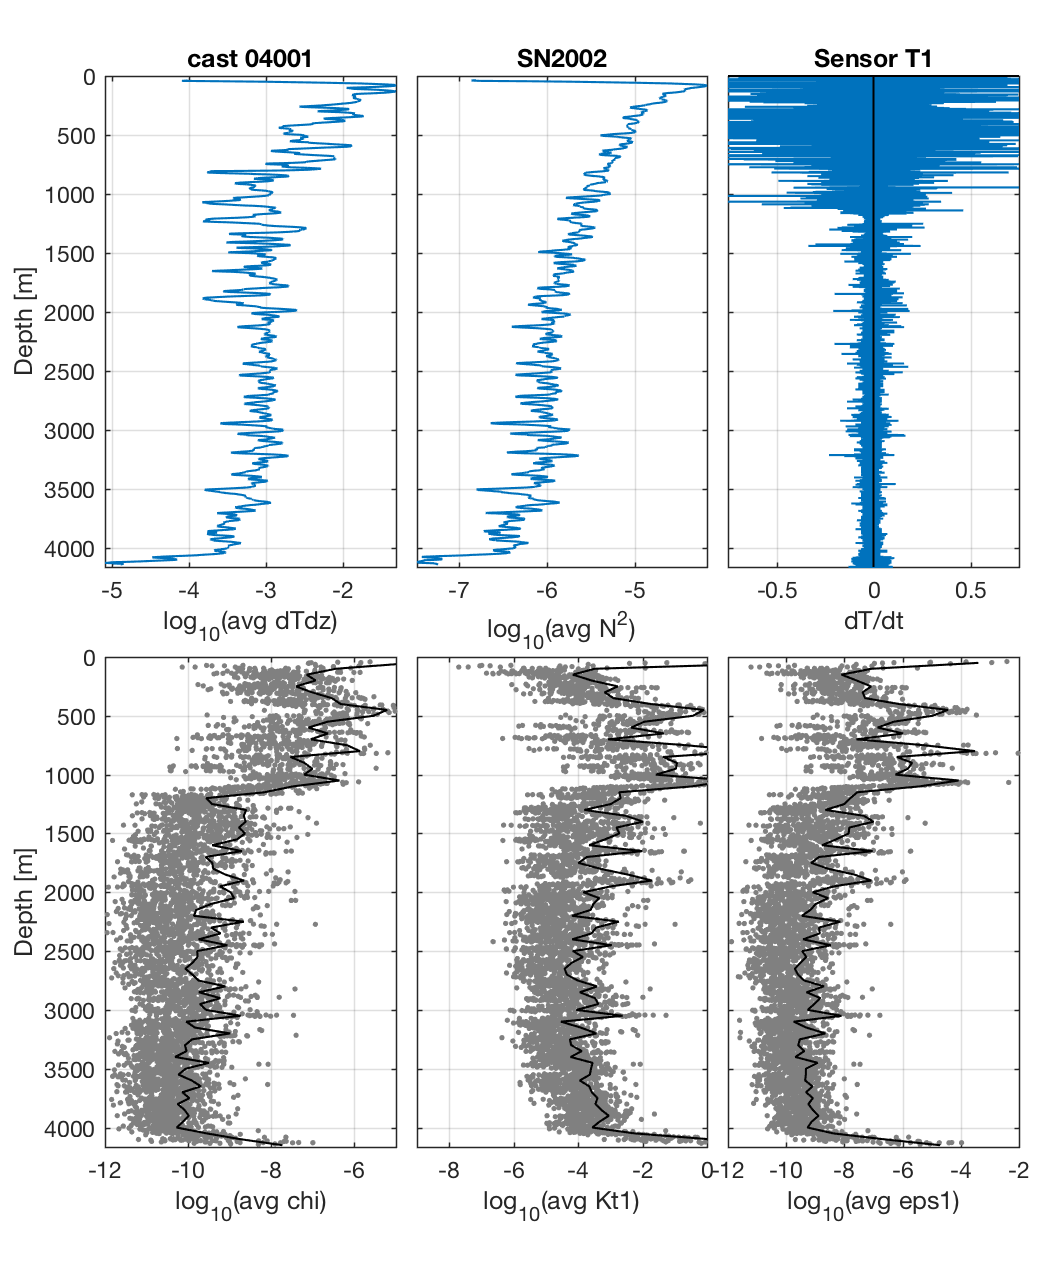 cast 04001 SN2002 Sensor T1
0
500
1000
1500
2000
2500
3000
3500
4000
Depth [m]
-5 -4 -3 -2 -7 -6 -5 -0.5 0 0.5
log10(avg dTdz) log10(avg N2) dT/dt
0
500
1000
1500
2000
2500
3000
3500
4000
Depth [m]
-12 -10 -8 -6 -8 -6 -4 -2 0 -12 -10 -8 -6 -4 -2
log10(avg chi) log10(avg Kt1) log10(avg eps1)